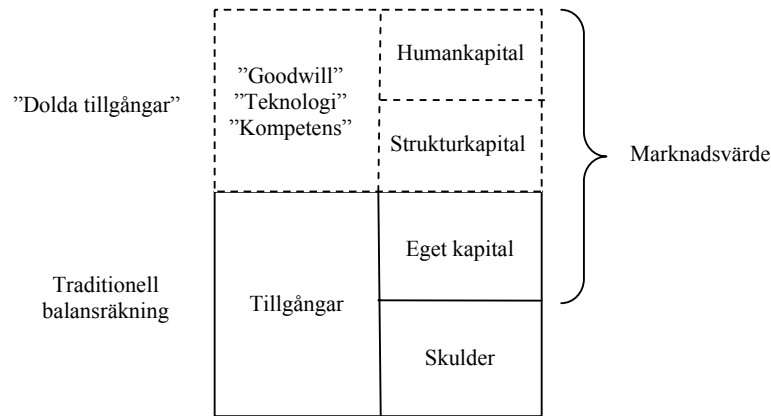 Humankapital
”Goodwill”
”Teknologi”
”Kompetens”
”Dolda tillgångar”
Strukturkapital
Marknadsvärde
Eget kapital
Traditionell
balansräkning
Tillgångar
Skulder